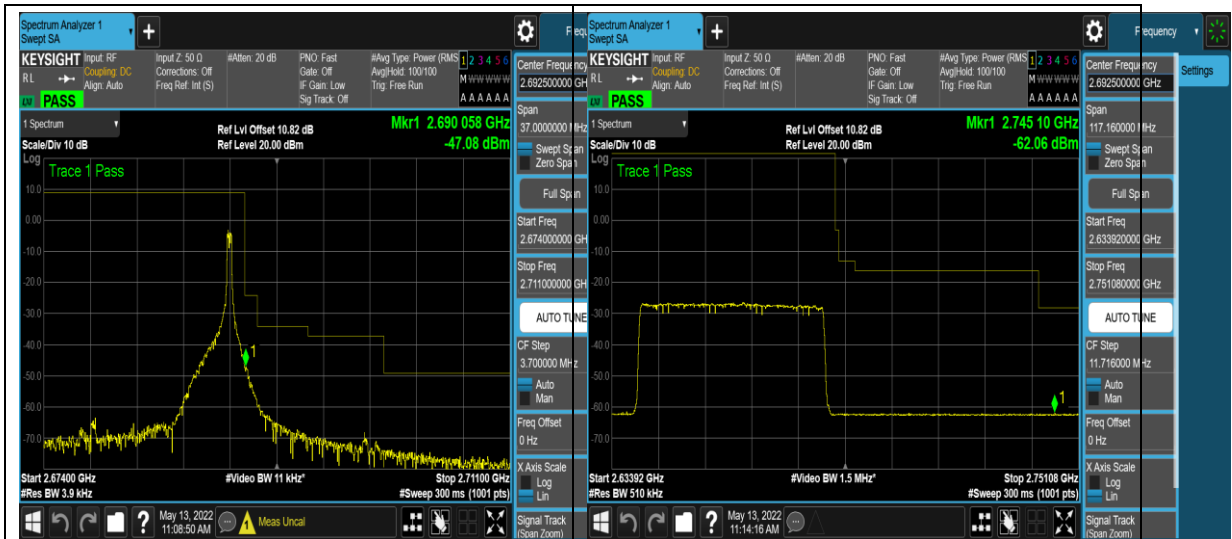 Spectrum Analyzer 1
Swept SA
+
KEYSIGHT
RL
PASS
Input: RF
Coupling: DC
Align: Auto
Input Z: 50 Ω
Corrections: Off
Freq Ref: Int (S)
#Atten: 20 dB
PNO: Fast
Gate: Off
IF Gain: Low
Sig Track: Off
#Avg Type: Power (RMS
Avg|Hold: 100/100
Trig: Free Run
1 2 3 4 5 6
M W W W W W
A A A A A A
1 Spectrum
Scale/Div 10 dB
Ref Lvl Offset 10.82 dB
Ref Level 20.00 dBm
Mkr1 2.690 058 GHz
-47.08 dBm
Log
Trace 1 Pass
10.0
0.00
-10.0
-20.0
-30.0
-40.0
-50.0
-60.0
-70.0
1
Start 2.67400 GHz
#Res BW 3.9 kHz
#Video BW 11 kHz*
Stop 2.71100 GHz
#Sweep 300 ms (1001 pts)
?
May 13, 2022
11:08:50 AM
Meas Uncal
Center Frequency
2.692500000 GHz
Span
37.0000000 MHz
Swept Span
Zero Span
Full Span
Start Freq
2.674000000 GH
Stop Freq
2.711000000 GH
AUTO TUNE
CF Step
3.700000 MHz
Auto
Man
Freq Offset
0 Hz
X Axis Scale
Log
Lin
Signal Track
(Span Zoom)
Spectrum Analyzer 1
Swept SA
+
Frequency
KEYSIGHT
RL
PASS
Input: RF
Coupling: DC
Align: Auto
Input Z: 50 Ω
Corrections: Off
Freq Ref: Int (S)
#Atten: 20 dB
PNO: Fast
Gate: Off
IF Gain: Low
Sig Track: Off
#Avg Type: Power (RMS
Avg|Hold: 100/100
Trig: Free Run
1 2 3 4 5 6
M W W W W W
A A A A A A
1 Spectrum
Scale/Div 10 dB
Ref Lvl Offset 10.82 dB
Ref Level 20.00 dBm
Mkr1 2.745 10 GHz
-62.06 dBm
Log
Trace 1 Pass
10.0
0.00
-10.0
-20.0
-30.0
-40.0
-50.0
-60.0
-70.0
1
Start 2.63392 GHz
#Res BW 510 kHz
#Video BW 1.5 MHz*
Stop 2.75108 GHz
#Sweep 300 ms (1001 pts)
?
May 13, 2022
11:14:16 AM
Center Frequency
2.692500000 GHz
Settings
Span
117.160000 MHz
Swept Span
Zero Span
Full Span
Start Freq
2.633920000 GHz
Stop Freq
2.751080000 GHz
AUTO TUNE
CF Step
11.716000 MHz
Auto
Man
Freq Offset
0 Hz
X Axis Scale
Log
Lin
Signal Track
(Span Zoom)